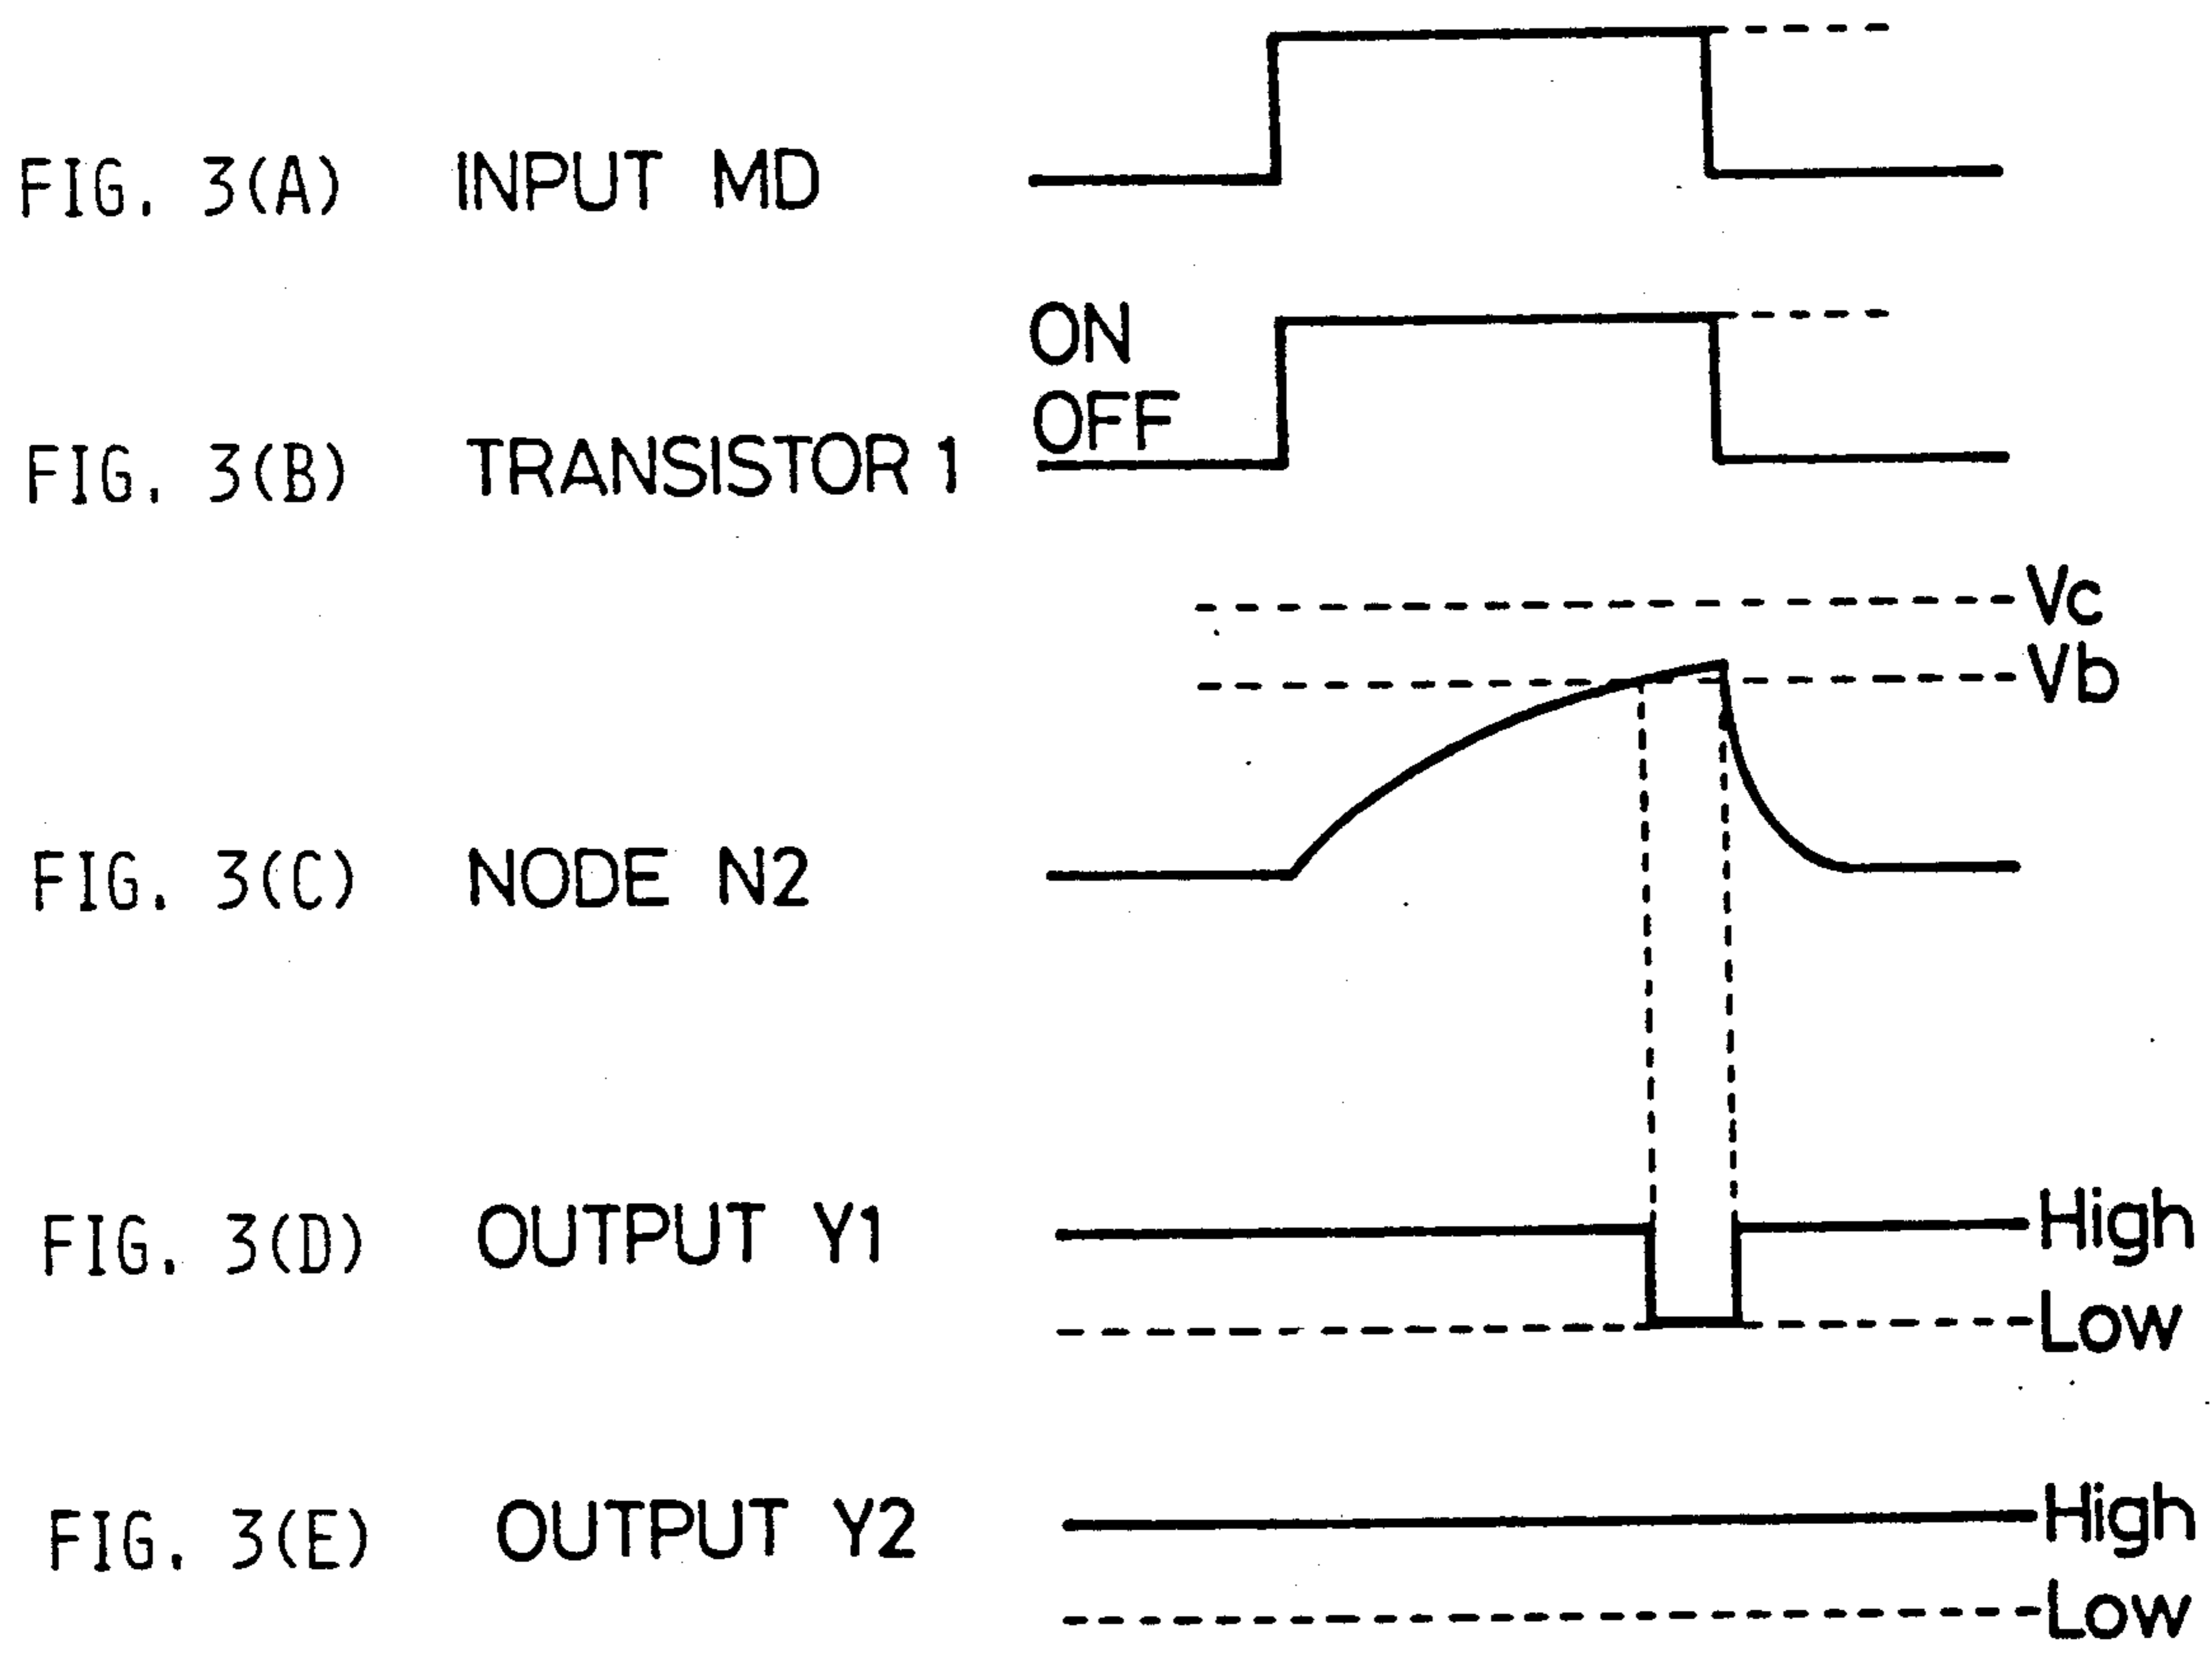 FIG. 3(A) INPUT MD
ON
OFF
FIG. 3(B) TRANSISTOR 1
Vc
Vb
FIG. 3(C) NODE N2
FIG. 3(D) OUTPUT Y1 High
Low
FIG. 3(E) OUTPUT Y2 High
Low